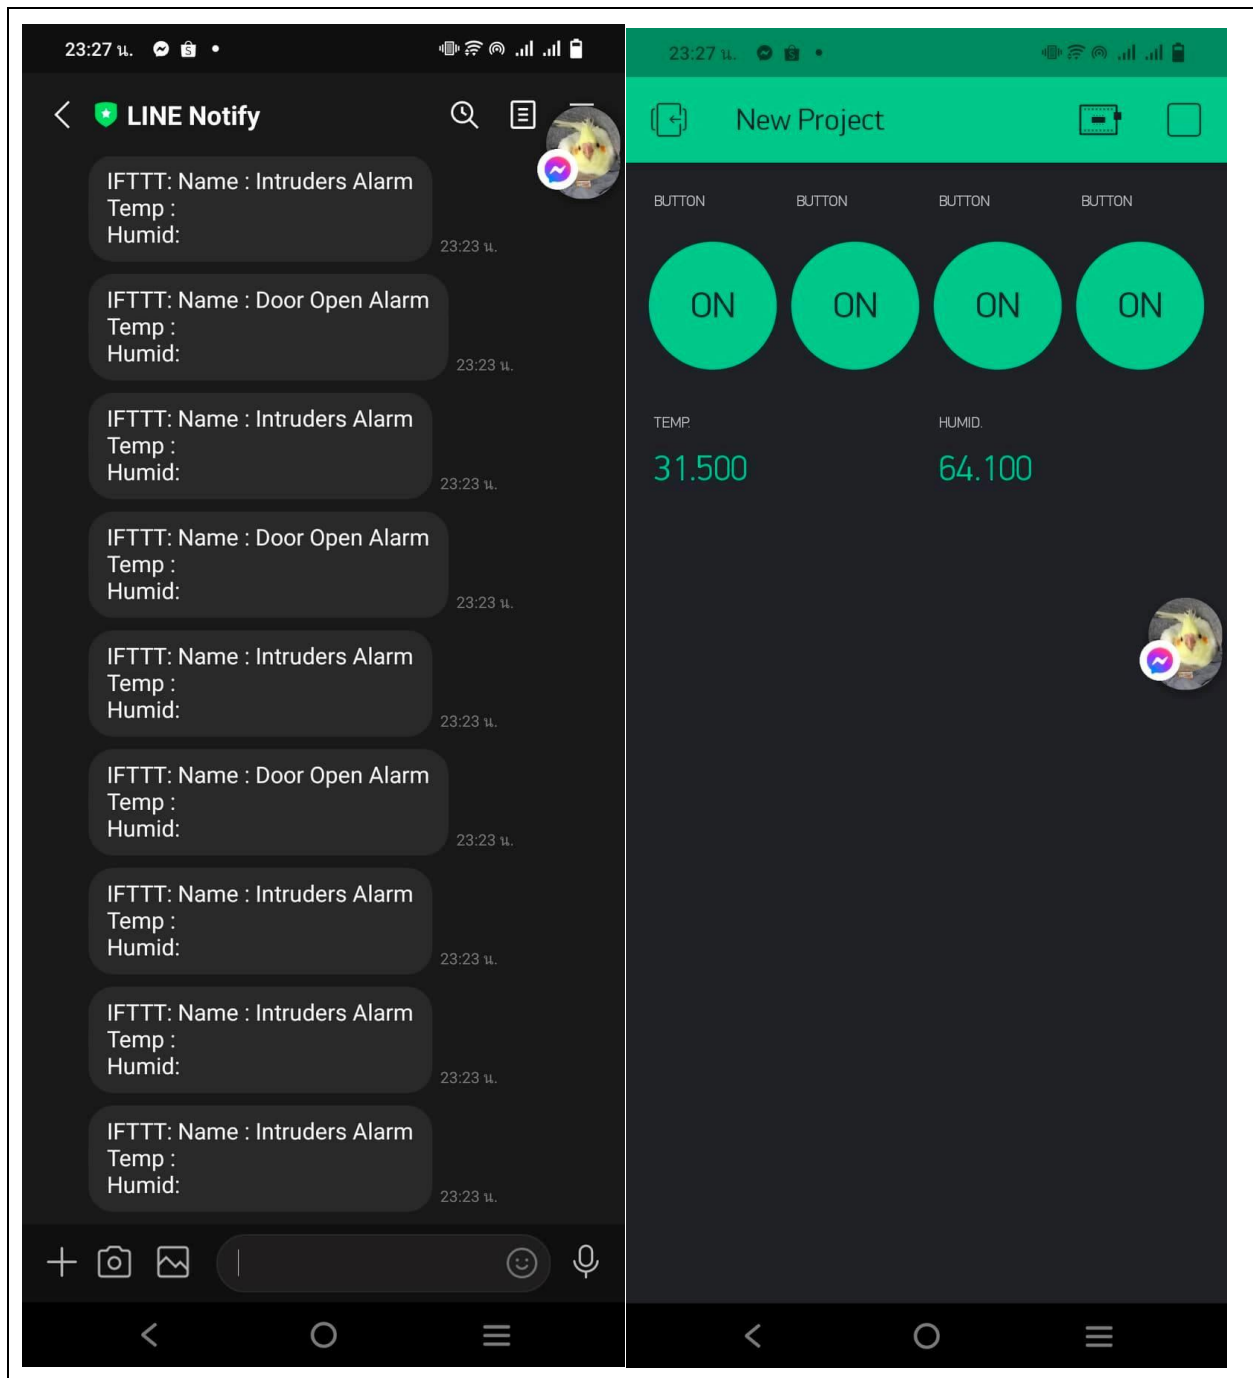 23:27 น.
LINE Notify
IFTTT: Name : Intruders Alarm
Temp :
Humid:
23:23 น.
IFTTT: Name : Door Open Alarm
Temp :
Humid:
23:23 น.
IFTTT: Name : Intruders Alarm
Temp :
Humid:
23:23 น.
IFTTT: Name : Door Open Alarm
Temp :
Humid:
23:23 น.
IFTTT: Name : Intruders Alarm
Temp :
Humid:
23:23 น.
IFTTT: Name : Door Open Alarm
Temp :
Humid:
23:23 น.
IFTTT: Name : Intruders Alarm
Temp :
Humid:
23:23 น.
IFTTT: Name : Intruders Alarm
Temp :
Humid:
23:23 น.
IFTTT: Name : Intruders Alarm
Temp :
Humid:
23:23 น.
23:27 น.
New Project
BUTTON BUTTON BUTTON BUTTON
ON ON ON ON
TEMP. HUMID.
31.500 64.100